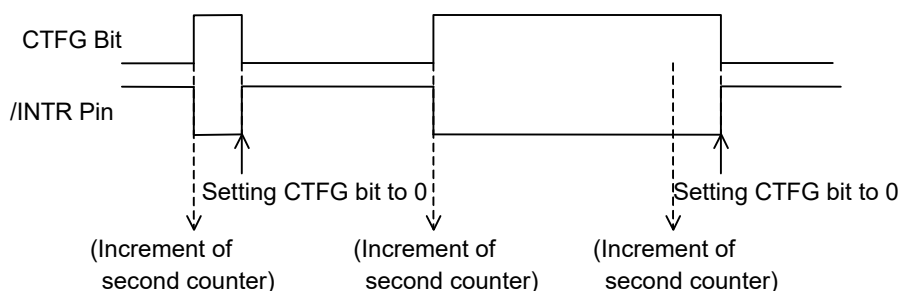 CTFG Bit
/INTR Pin
Setting CTFG bit to 0
Setting CTFG bit to 0
(Increment of
second counter)
(Increment of
second counter)
(Increment of
second counter)